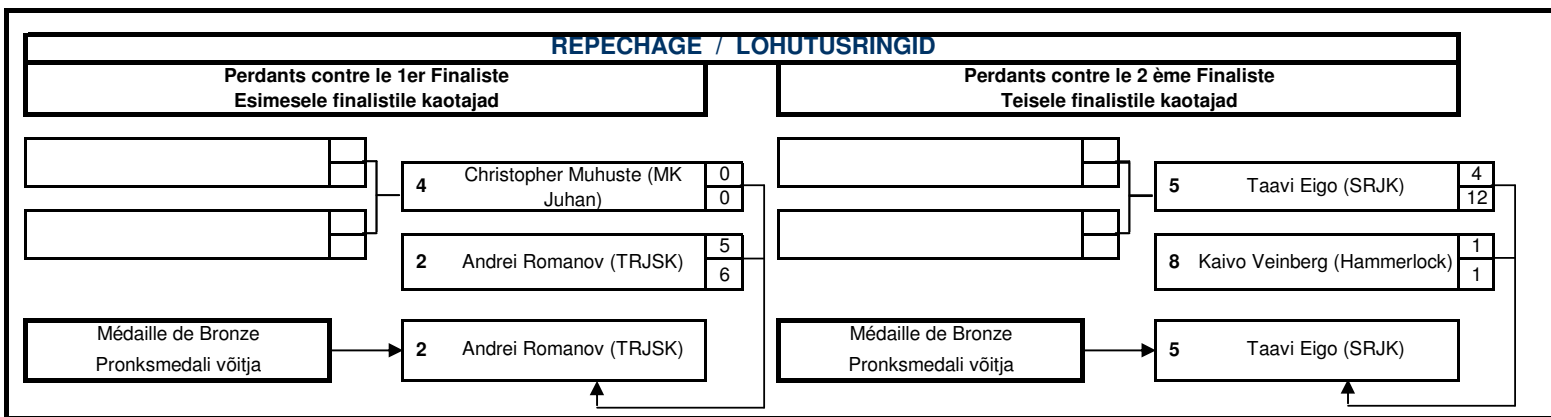 REPECHAGE / LOHUTUSRINGID
Perdants contre le 1er Finaliste
Esimesele finalistile kaotajad
Perdants contre le 2 ème Finaliste
Teisele finalistile kaotajad
4 Christopher Muhuste (MK Juhan) 0 0
2 Andrei Romanov (TRJSK) 5 6
Médaille de Bronze
Pronksmedali võitja
2 Andrei Romanov (TRJSK)
5 Taavi Eigo (SRJK) 4 12
8 Kaivo Veinberg (Hammerlock) 1 1
Médaille de Bronze
Pronksmedali võitja
5 Taavi Eigo (SRJK)